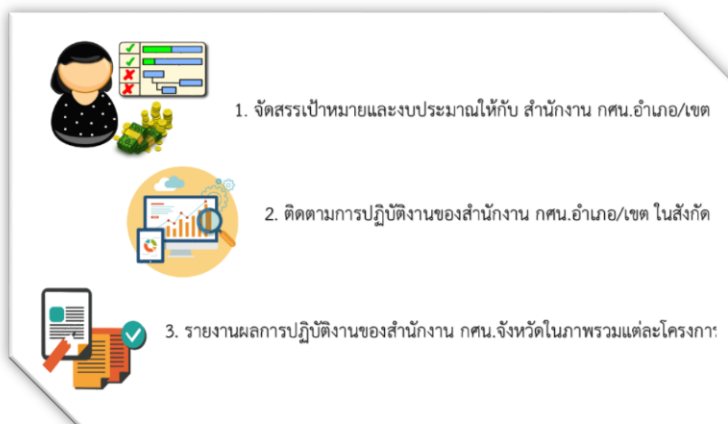 1. จัดสรรเป้าหมายและงบประมาณให้กับ สำนักงาน กศน.อำเภอ/เขต
2. ติดตามการปฏิบัติงานของสำนักงาน กศน.อำเภอ/เขต ในสังกัด
3. รายงานผลการปฏิบัติงานของสำนักงาน กศน.จังหวัดในภาพรวมแต่ละโครงการ